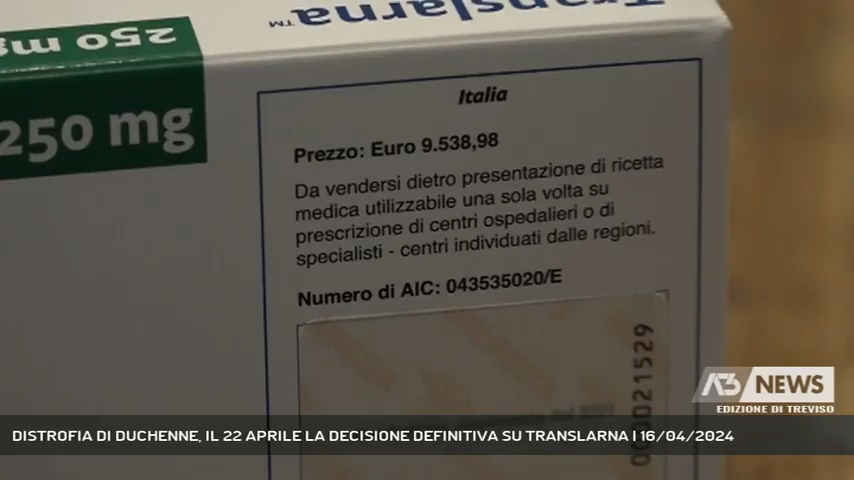 Translarna™
250 mg
250 mg
Italia
Prezzo: Euro 9.538,98
Da vendersi dietro presentazione di ricetta
medica utilizzabile una sola volta su
prescrizione di centri ospedalieri o di
specialisti - centri individuati dalle regioni.
Numero di AIC: 043535020/E
000021529
A3 NEWS
EDIZIONE DI TREVISO
DISTROFIA DI DUCHENNE, IL 22 APRILE LA DECISIONE DEFINITIVA SU TRANSLARNA | 16/04/2024